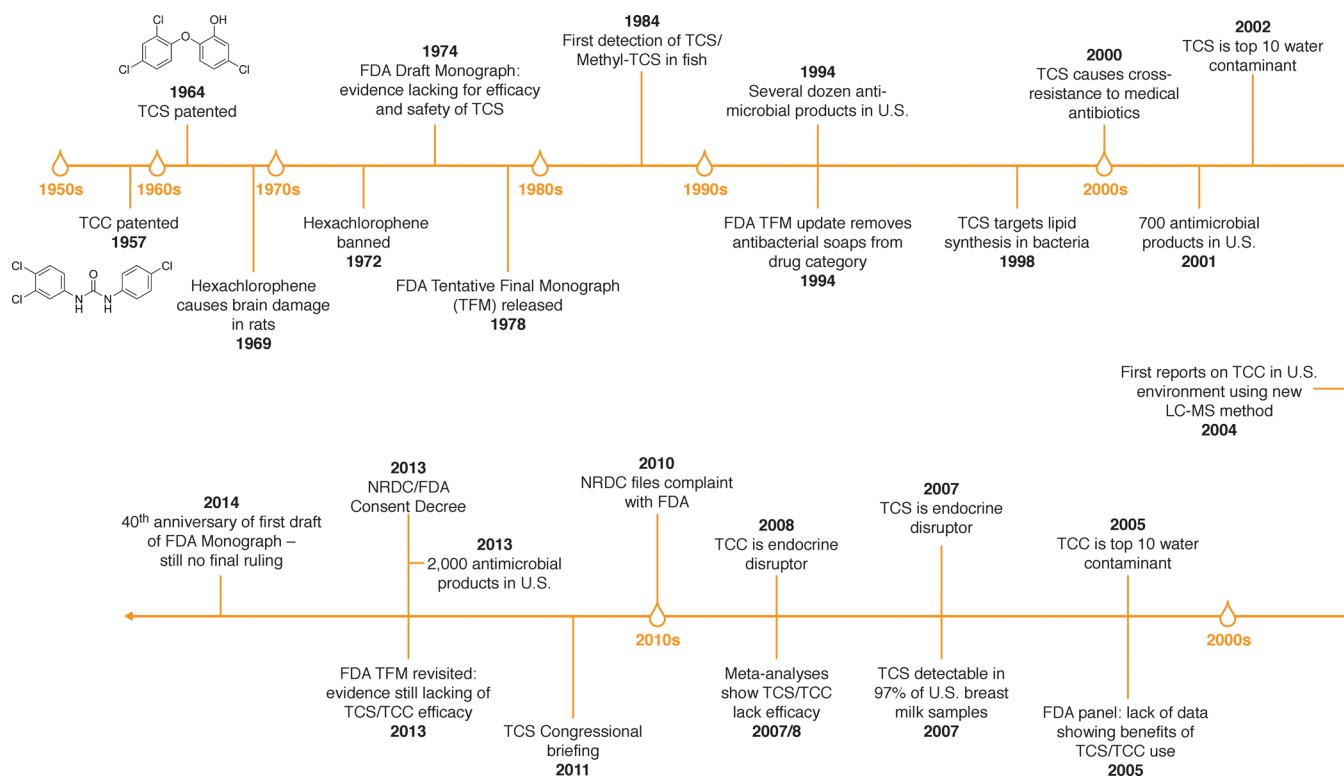 Cl
OH
O
Cl
Cl
1964
TCS patented
1974
FDA Draft Monograph:
evidence lacking for efficacy
and safety of TCS
1984
First detection of TCS/
Methyl-TCS in fish
1994
Several dozen anti-
microbial products in U.S.
2000
TCS causes cross-
resistance to medical
antibiotics
2002
TCS is top 10 water
contaminant
1950s
1960s
1970s
1980s
1990s
2000s
TCC patented
1957
Cl
Cl
O
N
H
N
H
Cl
Hexachlorophene
causes brain damage
in rats
1969
Hexachlorophene
banned
1972
FDA Tentative Final Monograph
(TFM) released
1978
FDA TFM update removes
antibacterial soaps from
drug category
1994
TCS targets lipid
synthesis in bacteria
1998
700 antimicrobial
products in U.S.
2001
First reports on TCC in U.S.
environment using new
LC-MS method
2004
2014
40th anniversary of first draft
of FDA Monograph –
still no final ruling
2013
NRDC/FDA
Consent Decree
2013
2,000 antimicrobial
products in U.S.
2010
NRDC files complaint
with FDA
2008
TCC is endocrine
disruptor
2007
TCS is endocrine
disruptor
2005
TCC is top 10 water
contaminant
2010s
2000s
FDA TFM revisited:
evidence still lacking of
TCS/TCC efficacy
2013
TCS Congressional
briefing
2011
Meta-analyses
show TCS/TCC
lack efficacy
2007/8
TCS detectable in
97% of U.S. breast
milk samples
2007
FDA panel: lack of data
showing benefits of
TCS/TCC use
2005